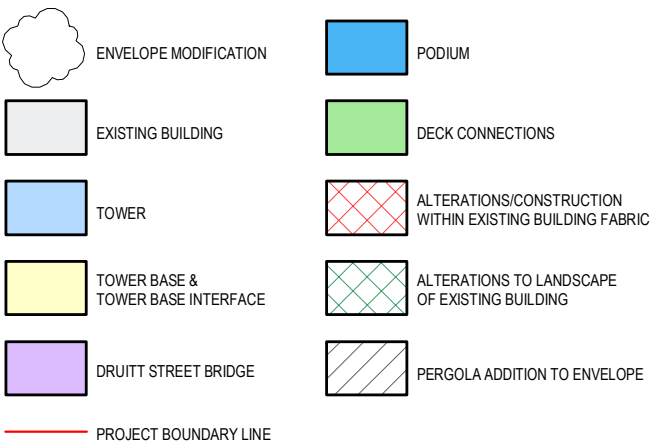 ENVELOPE MODIFICATION
EXISTING BUILDING
TOWER
TOWER BASE &
TOWER BASE INTERFACE
DRUITT STREET BRIDGE
PROJECT BOUNDARY LINE
PODIUM
DECK CONNECTIONS
ALTERATIONS/CONSTRUCTION
WITHIN EXISTING BUILDING FABRIC
ALTERATIONS TO LANDSCAPE
OF EXISTING BUILDING
PERGOLA ADDITION TO ENVELOPE